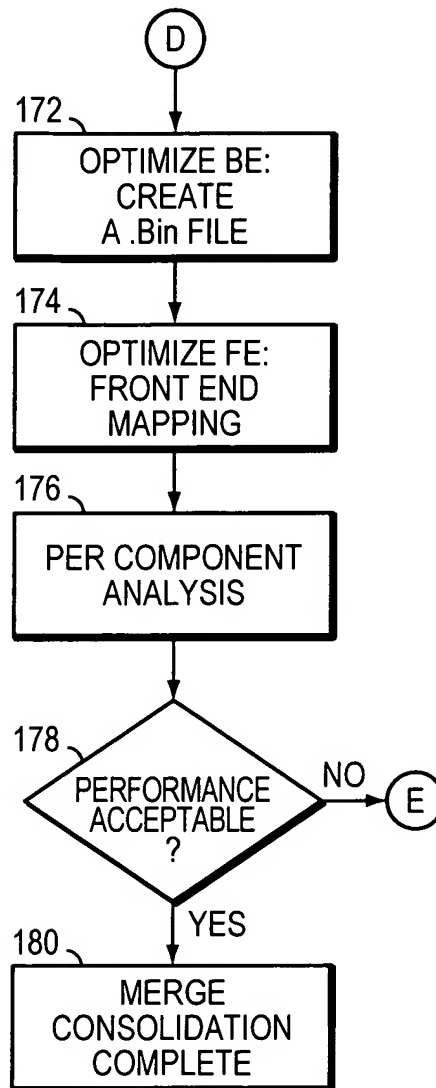 D
172
OPTIMIZE BE:
CREATE
A .Bin FILE
174
OPTIMIZE FE:
FRONT END
MAPPING
176
PER COMPONENT
ANALYSIS
178
PERFORMANCE
ACCEPTABLE
?
NO
E
YES
180
MERGE
CONSOLIDATION
COMPLETE